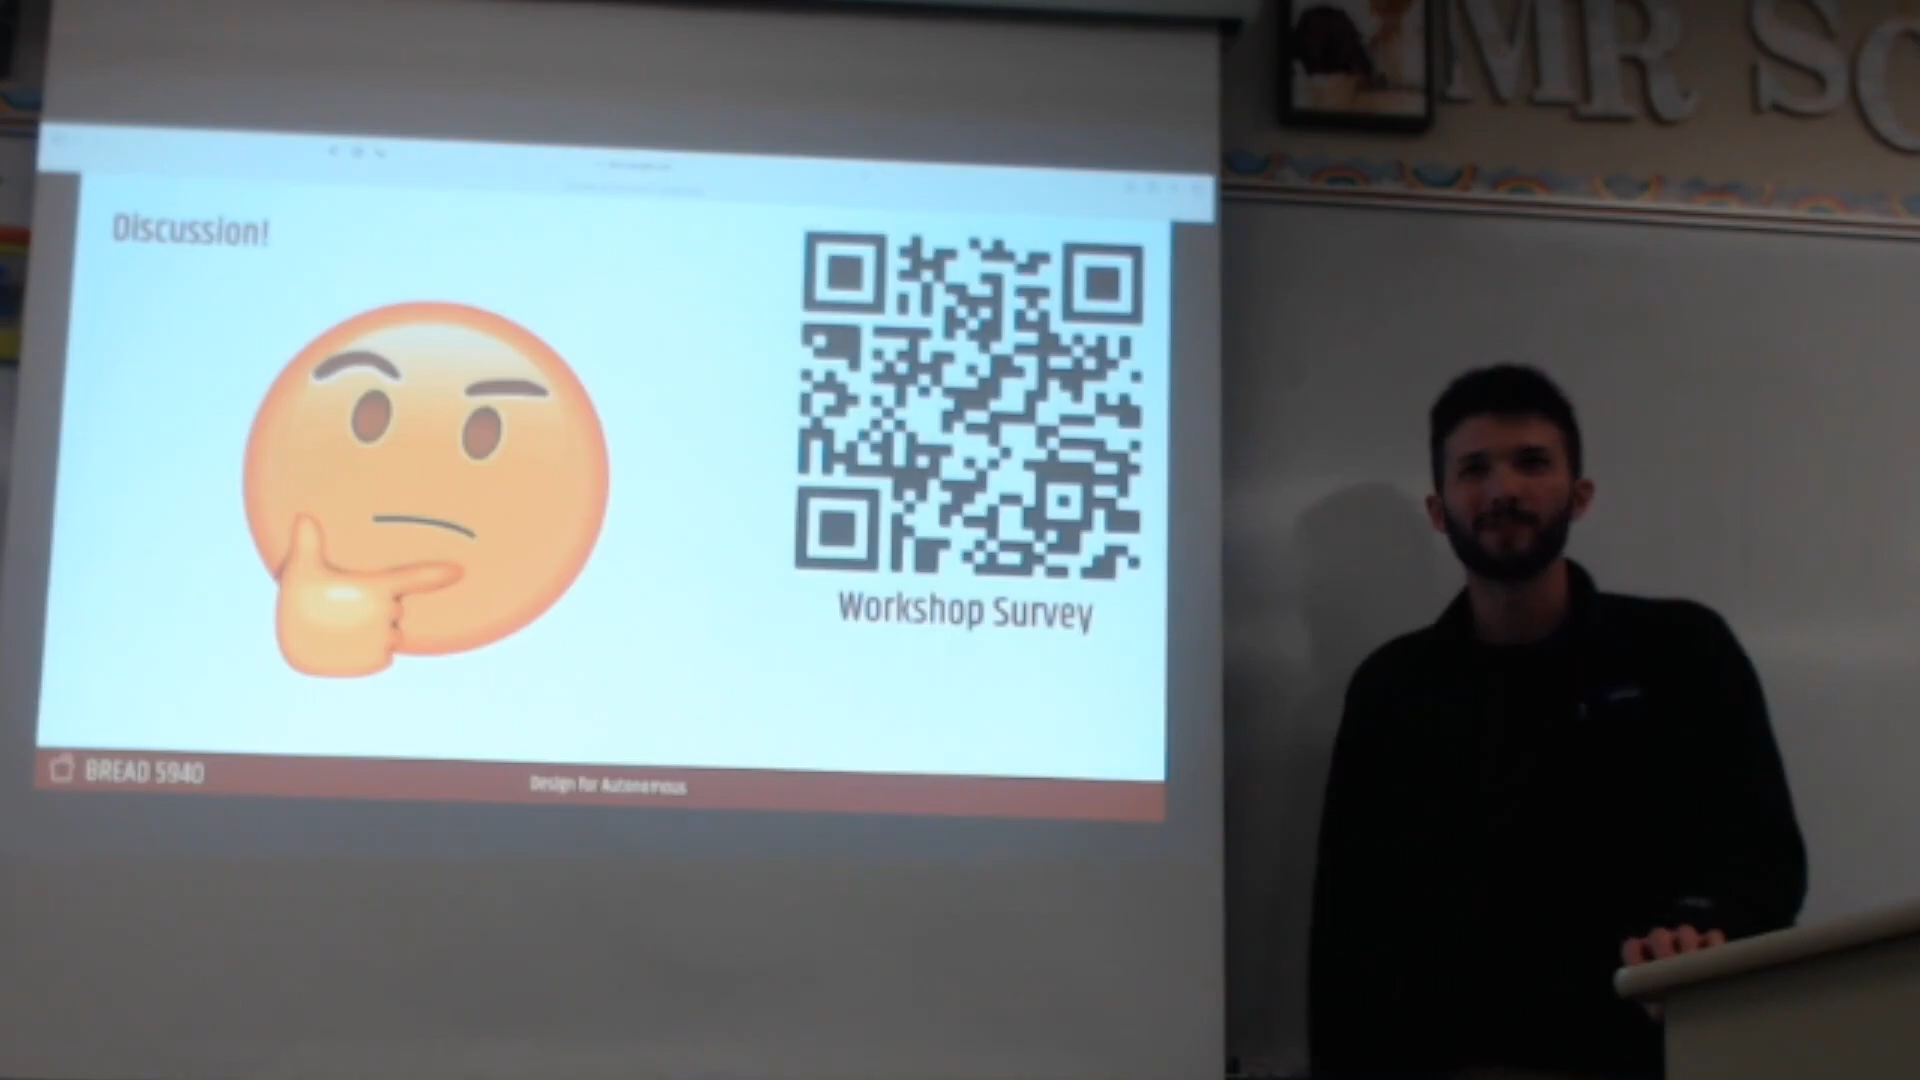 MR SC
Discussion!
Workshop Survey
BREAD 5940
Design for Autonomous